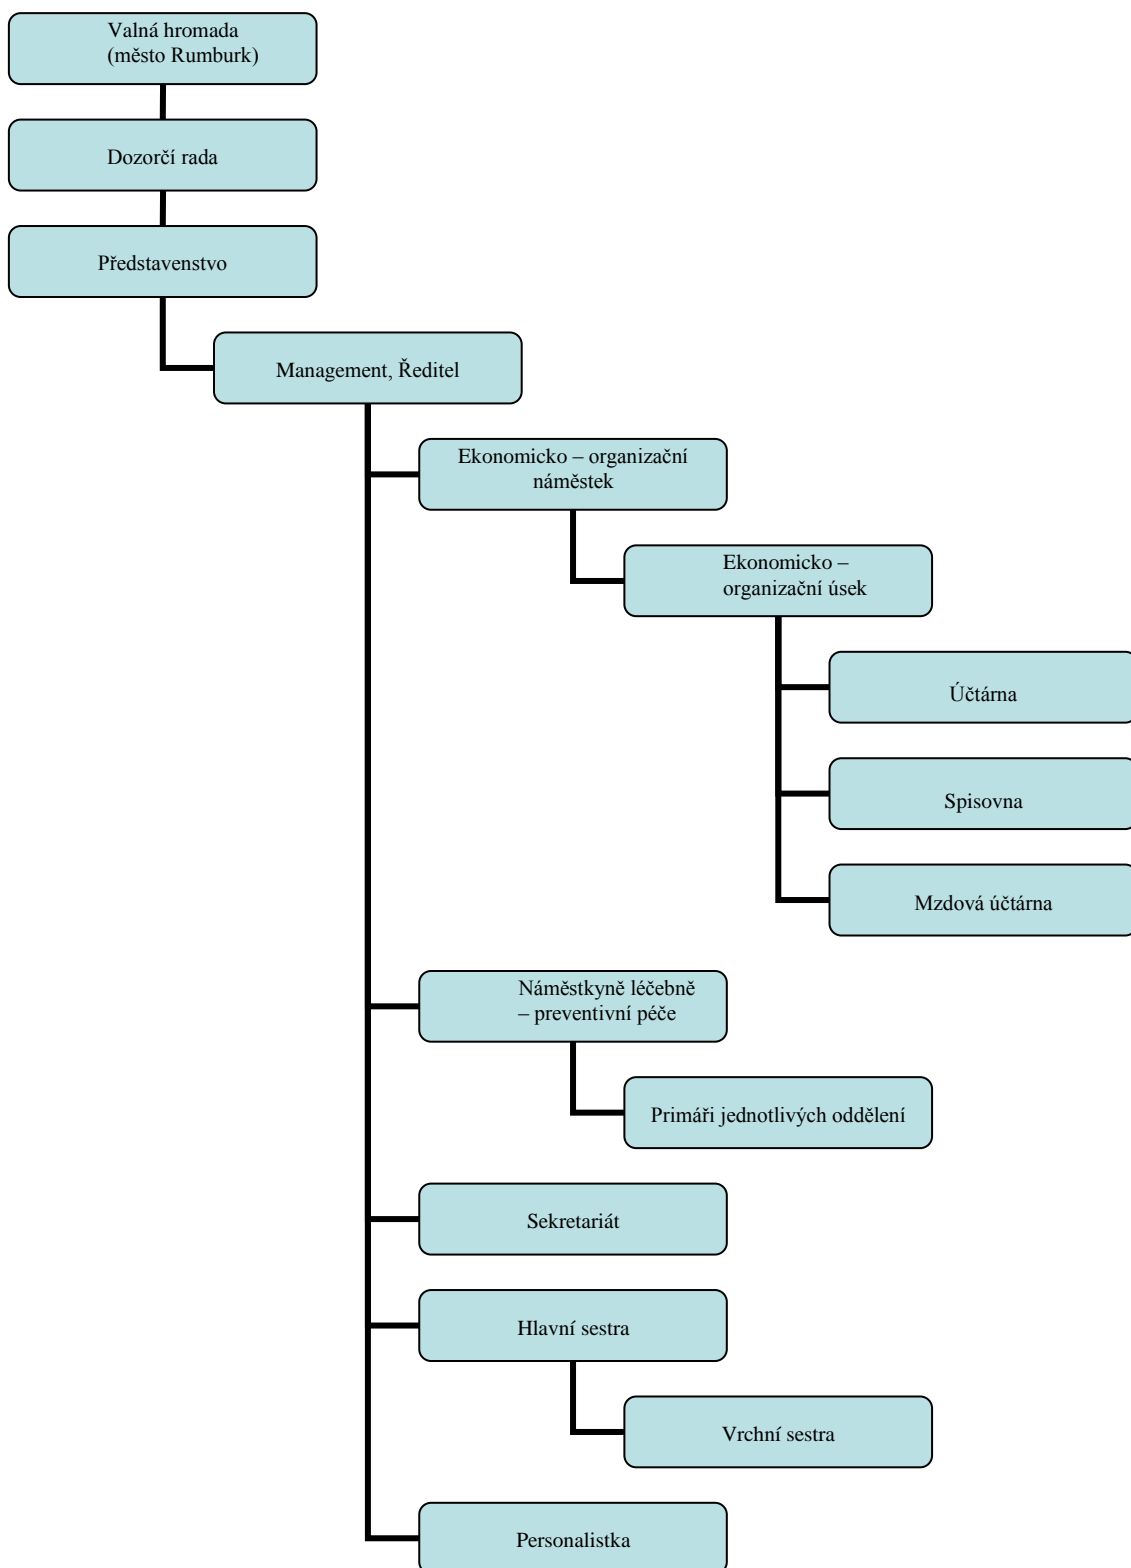 Valná hromada
(město Rumburk)
Dozorčí rada
Představenstvo
Management, Ředitel
Ekonomicko – organizační
náměstek
Ekonomicko –
organizační úsek
Účtárna
Spisovna
Mzdová účtárna
Náměstkyně léčebně
– preventivní péče
Primáři jednotlivých oddělení
Sekretariát
Hlavní sestra
Vrchní sestra
Personalistka